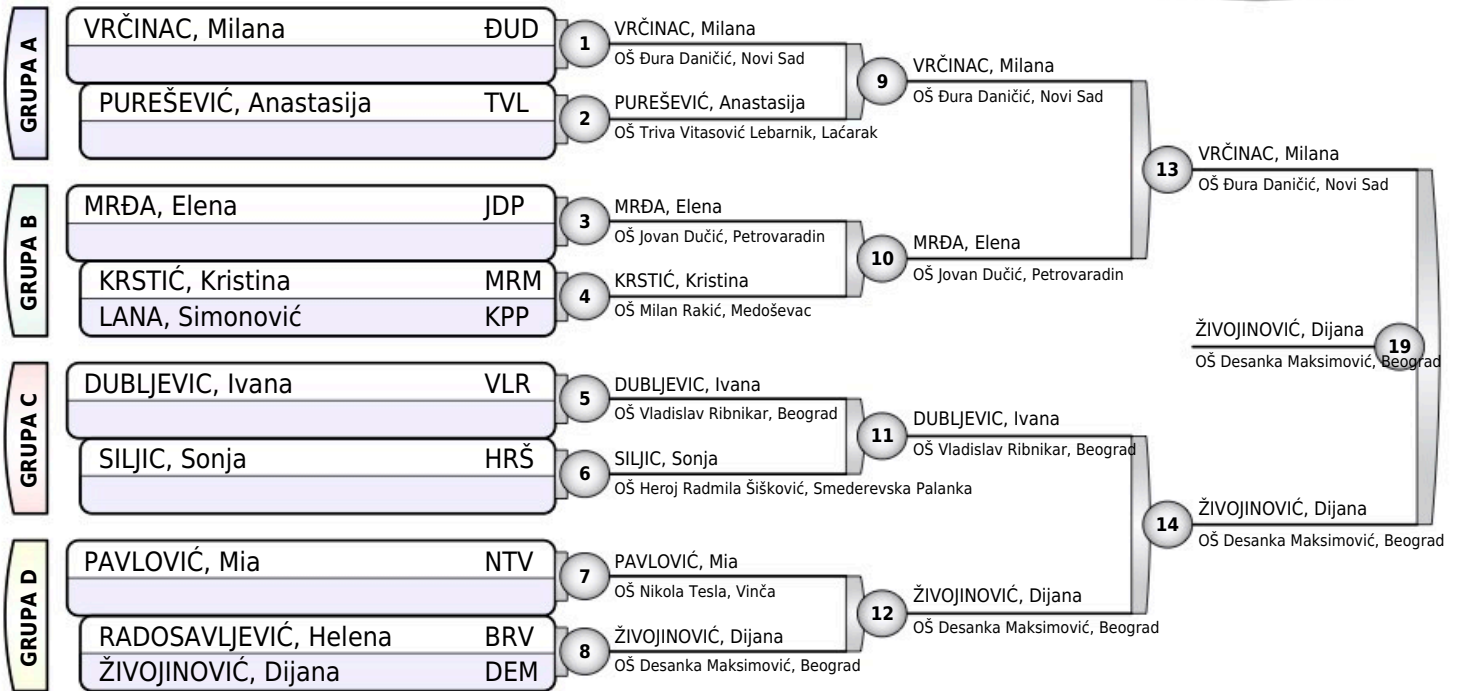 GRUPA A
VRČINAC, Milana ĐUD
PUREŠEVIĆ, Anastasija TVL
GRUPA B
MRĐA, Elena JDP
KRSTIĆ, Kristina MRM
LANA, Simonović KPP
GRUPA C
DUBLJEVIC, Ivana VLR
SILJIC, Sonja HRŠ
GRUPA D
PAVLOVIĆ, Mia NTV
RADOSAVLJEVIĆ, Helena BRV
ŽIVOJINOVIĆ, Dijana DEM
1
VRČINAC, Milana
OŠ Đura Daničić, Novi Sad
2
PUREŠEVIĆ, Anastasija
OŠ Triva Vitasović Lebarnik, Laćarak
3
MRĐA, Elena
OŠ Jovan Dučić, Petrovaradin
4
KRSTIĆ, Kristina
OŠ Milan Rakić, Medoševac
5
DUBLJEVIC, Ivana
OŠ Vladislav Ribnikar, Beograd
6
SILJIC, Sonja
OŠ Heroj Radmila Šišković, Smederevska Palanka
7
PAVLOVIĆ, Mia
OŠ Nikola Tesla, Vinča
8
ŽIVOJINOVIĆ, Dijana
OŠ Desanka Maksimović, Beograd
9
VRČINAC, Milana
OŠ Đura Daničić, Novi Sad
10
MRĐA, Elena
OŠ Jovan Dučić, Petrovaradin
11
DUBLJEVIC, Ivana
OŠ Vladislav Ribnikar, Beograd
12
ŽIVOJINOVIĆ, Dijana
OŠ Desanka Maksimović, Beograd
13
VRČINAC, Milana
OŠ Đura Daničić, Novi Sad
14
ŽIVOJINOVIĆ, Dijana
OŠ Desanka Maksimović, Beograd
ŽIVOJINOVIĆ, Dijana
19
OŠ Desanka Maksimović, Beograd